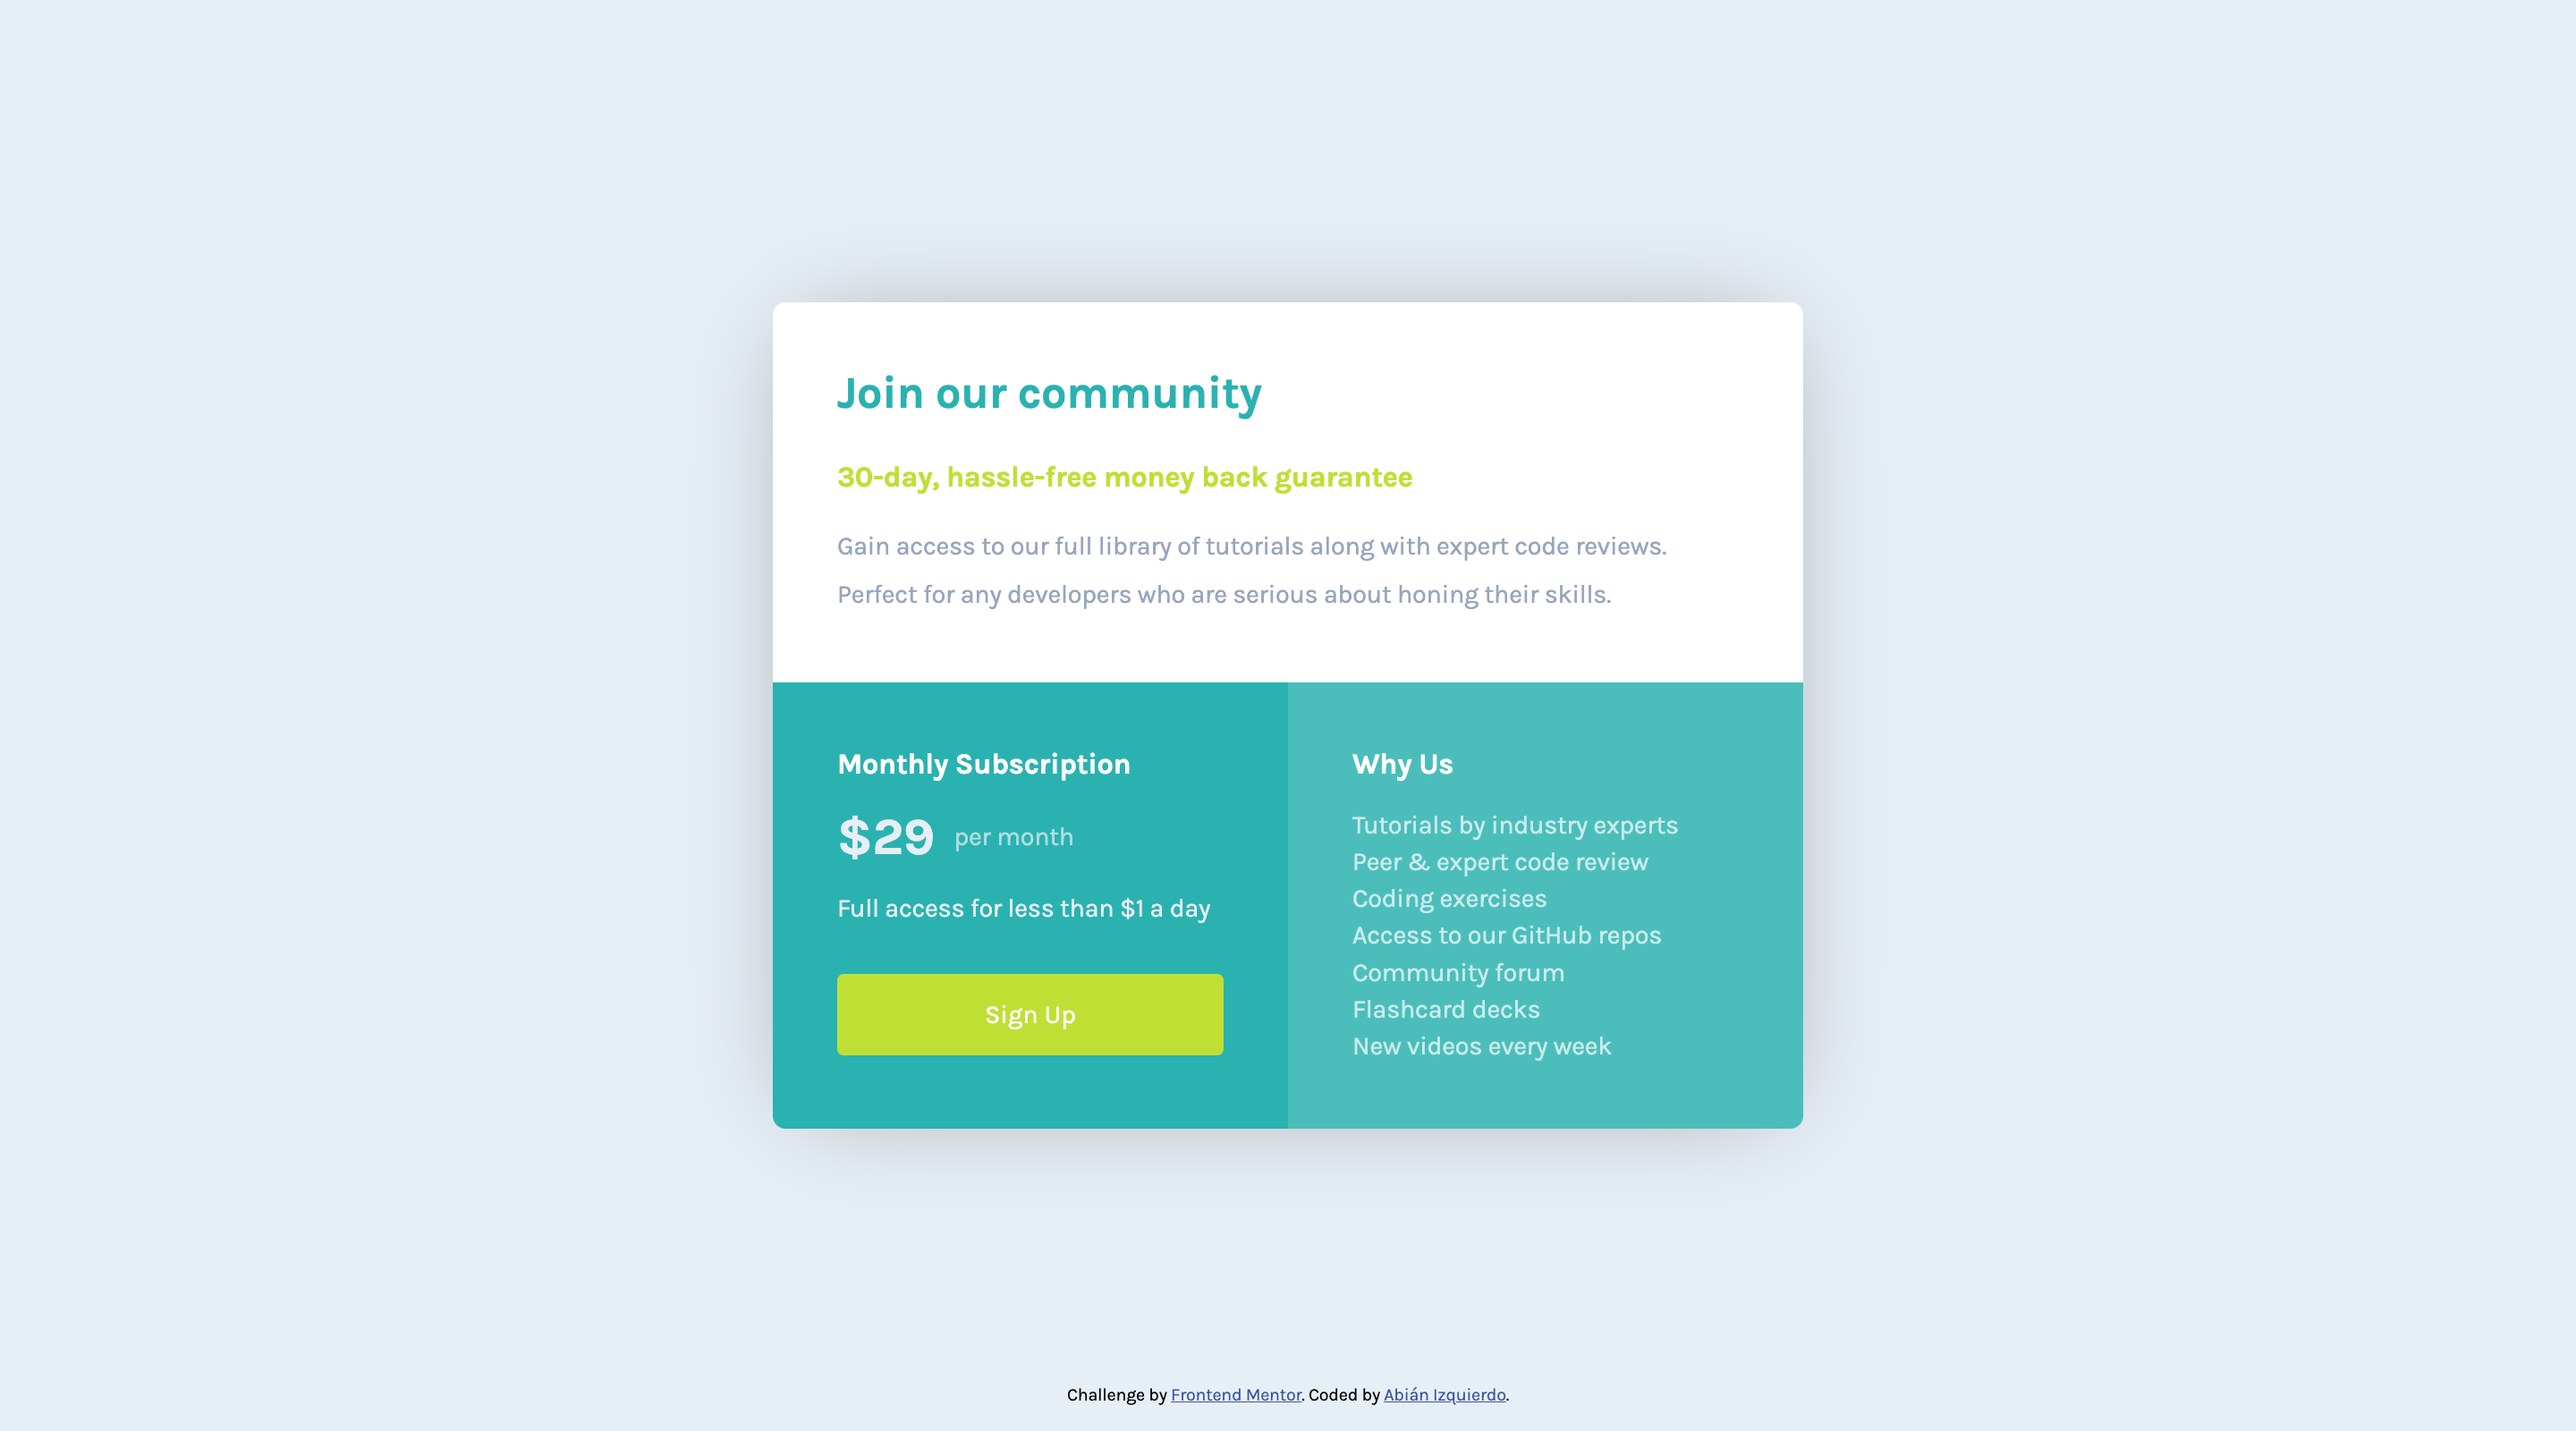 Join our community
30-day, hassle-free money back guarantee
Gain access to our full library of tutorials along with expert code reviews.
Perfect for any developers who are serious about honing their skills.
Monthly Subscription
$29 per month
Full access for less than $1 a day
Sign Up
Why Us
Tutorials by industry experts
Peer & expert code review
Coding exercises
Access to our GitHub repos
Community forum
Flashcard decks
New videos every week
Challenge by Frontend Mentor. Coded by Abián Izquierdo.